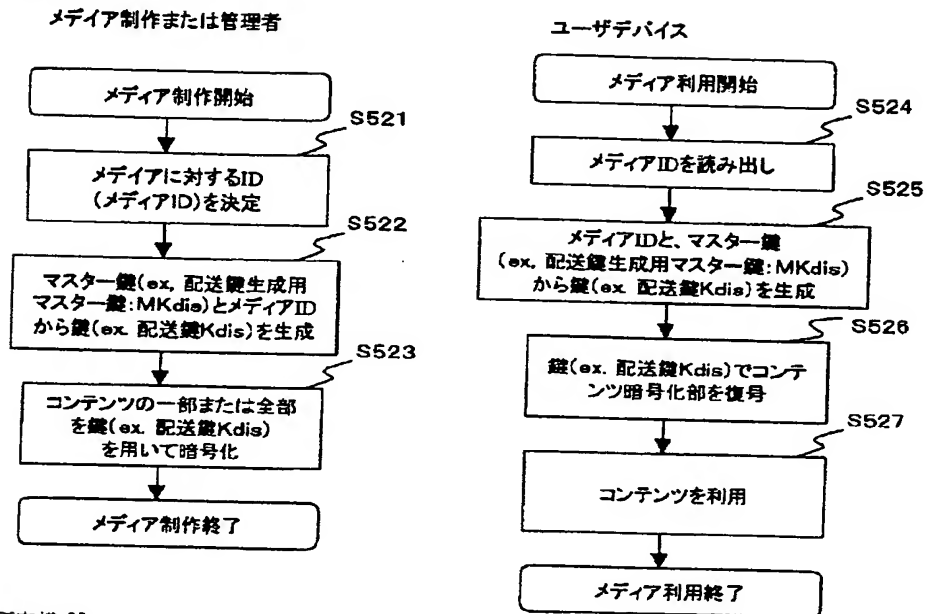 メデイア制作または管理者
メディア制作開始
S521
メデイアに対するID
(メディアID)を決定
S522
マスター鍵(ex, 配送鍵生成用
マスター鍵:MKdis)とメディアID
から鍵(ex. 配送鍵Kdis)を生成
S523
コンテンツの一部または全部
を鍵(ex. 配送鍵Kdis)
を用いて暗号化
メディア制作終了
ユーザデバイス
メディア利用開始
S524
メディアIDを読み出し
S525
メディアIDと、マスター鍵
(ex, 配送鍵生成用マスター鍵:MKdis)
から鍵(ex. 配送鍵Kdis)を生成
S526
鍵(ex. 配送鍵Kdis)でコンテ
ンツ暗号化部を復号
S527
コンテンツを利用
メディア利用終了